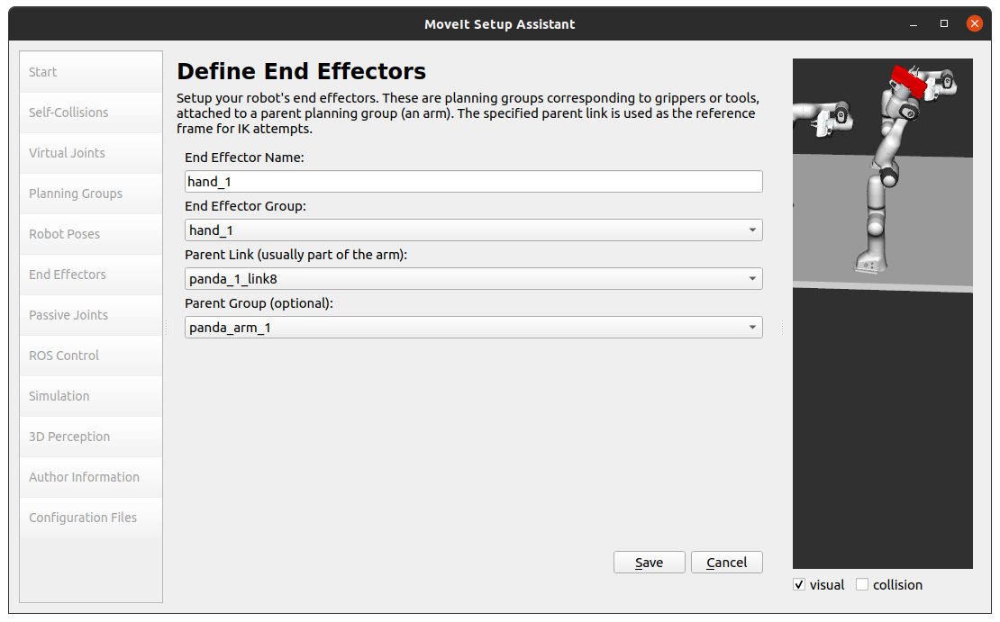 MoveIt Setup Assistant
Start
Self-Collisions
Virtual Joints
Planning Groups
Robot Poses
End Effectors
Passive Joints
ROS Control
Simulation
3D Perception
Author Information
Configuration Files
Define End Effectors
Setup your robot's end effectors. These are planning groups corresponding to grippers or tools,
attached to a parent planning group (an arm). The specified parent link is used as the reference
frame for IK attempts.
End Effector Name:
hand_1
End Effector Group:
hand_1
Parent Link (usually part of the arm):
panda_1_link8
Parent Group (optional):
panda_arm_1
Save
Cancel
visual
collision